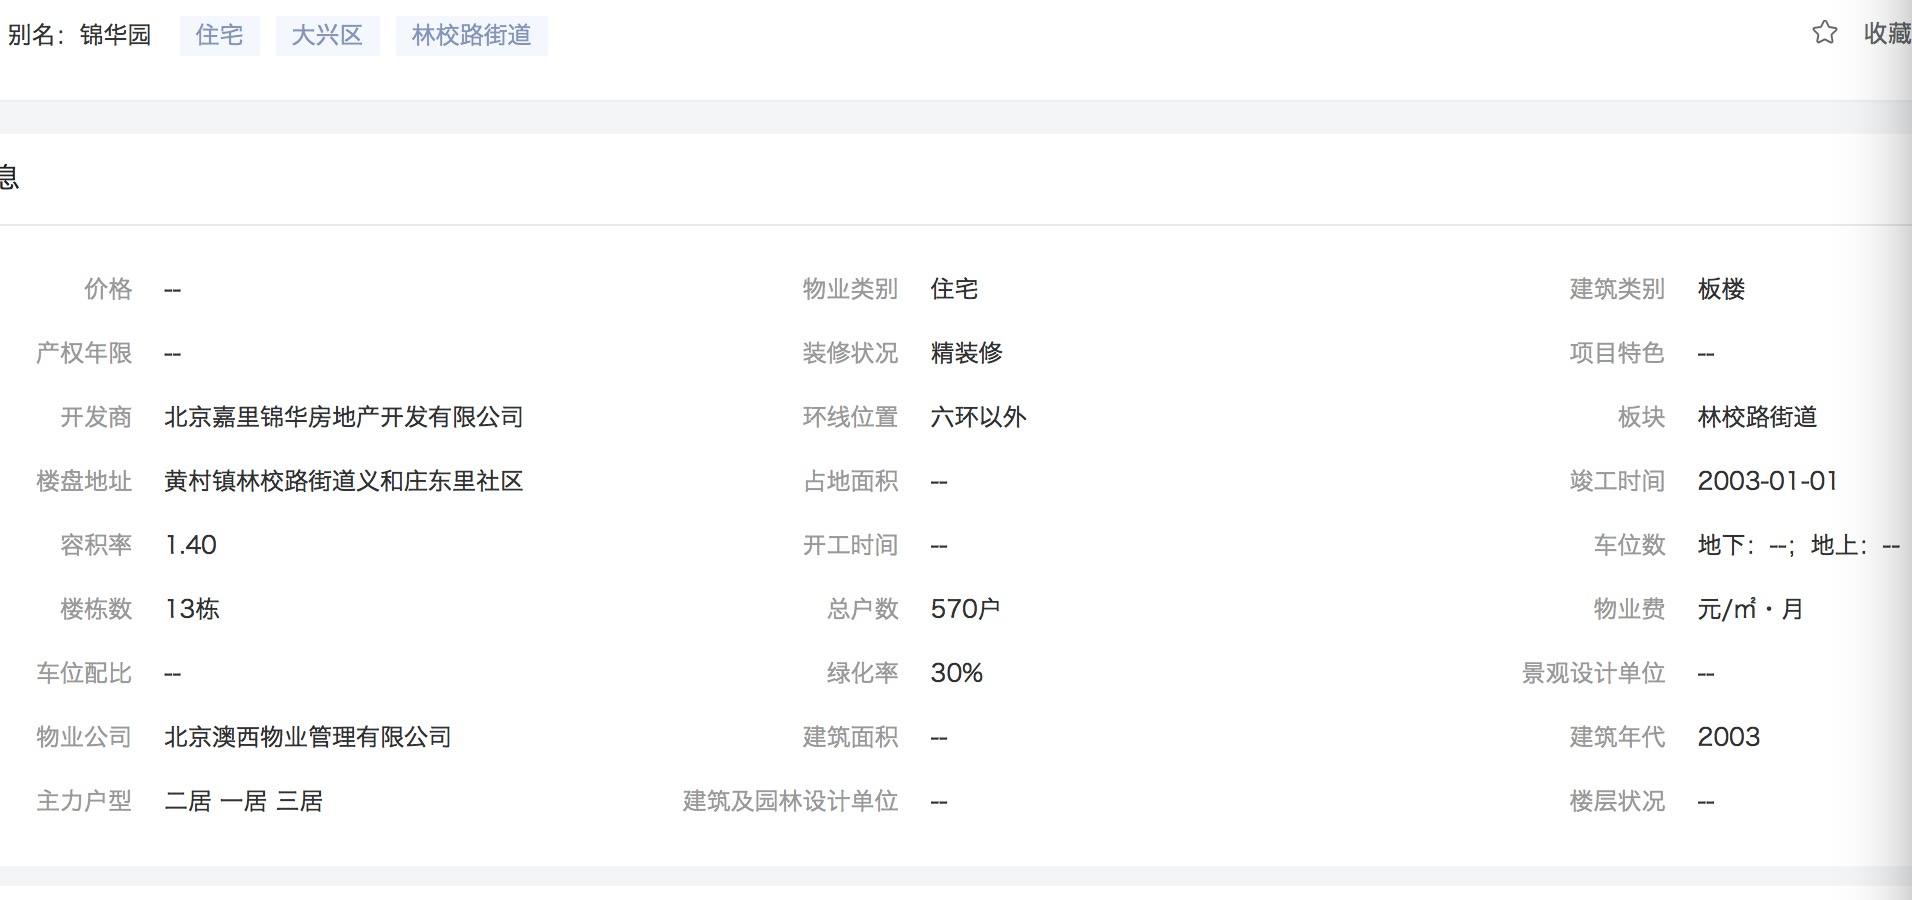 别名：锦华园 住宅 大兴区 林校路街道 收藏
息
价格 -- 物业类别 住宅 建筑类别 板楼
产权年限 -- 装修状况 精装修 项目特色 --
开发商 北京嘉里锦华房地产开发有限公司 环线位置 六环以外 板块 林校路街道
楼盘地址 黄村镇林校路街道义和庄东里社区 占地面积 -- 竣工时间 2003-01-01
容积率 1.40 开工时间 -- 车位数 地下：--；地上：--
楼栋数 13栋 总户数 570户 物业费 元/㎡·月
车位配比 -- 绿化率 30% 景观设计单位 --
物业公司 北京澳西物业管理有限公司 建筑面积 -- 建筑年代 2003
主力户型 二居 一居 三居 建筑及园林设计单位 -- 楼层状况 --